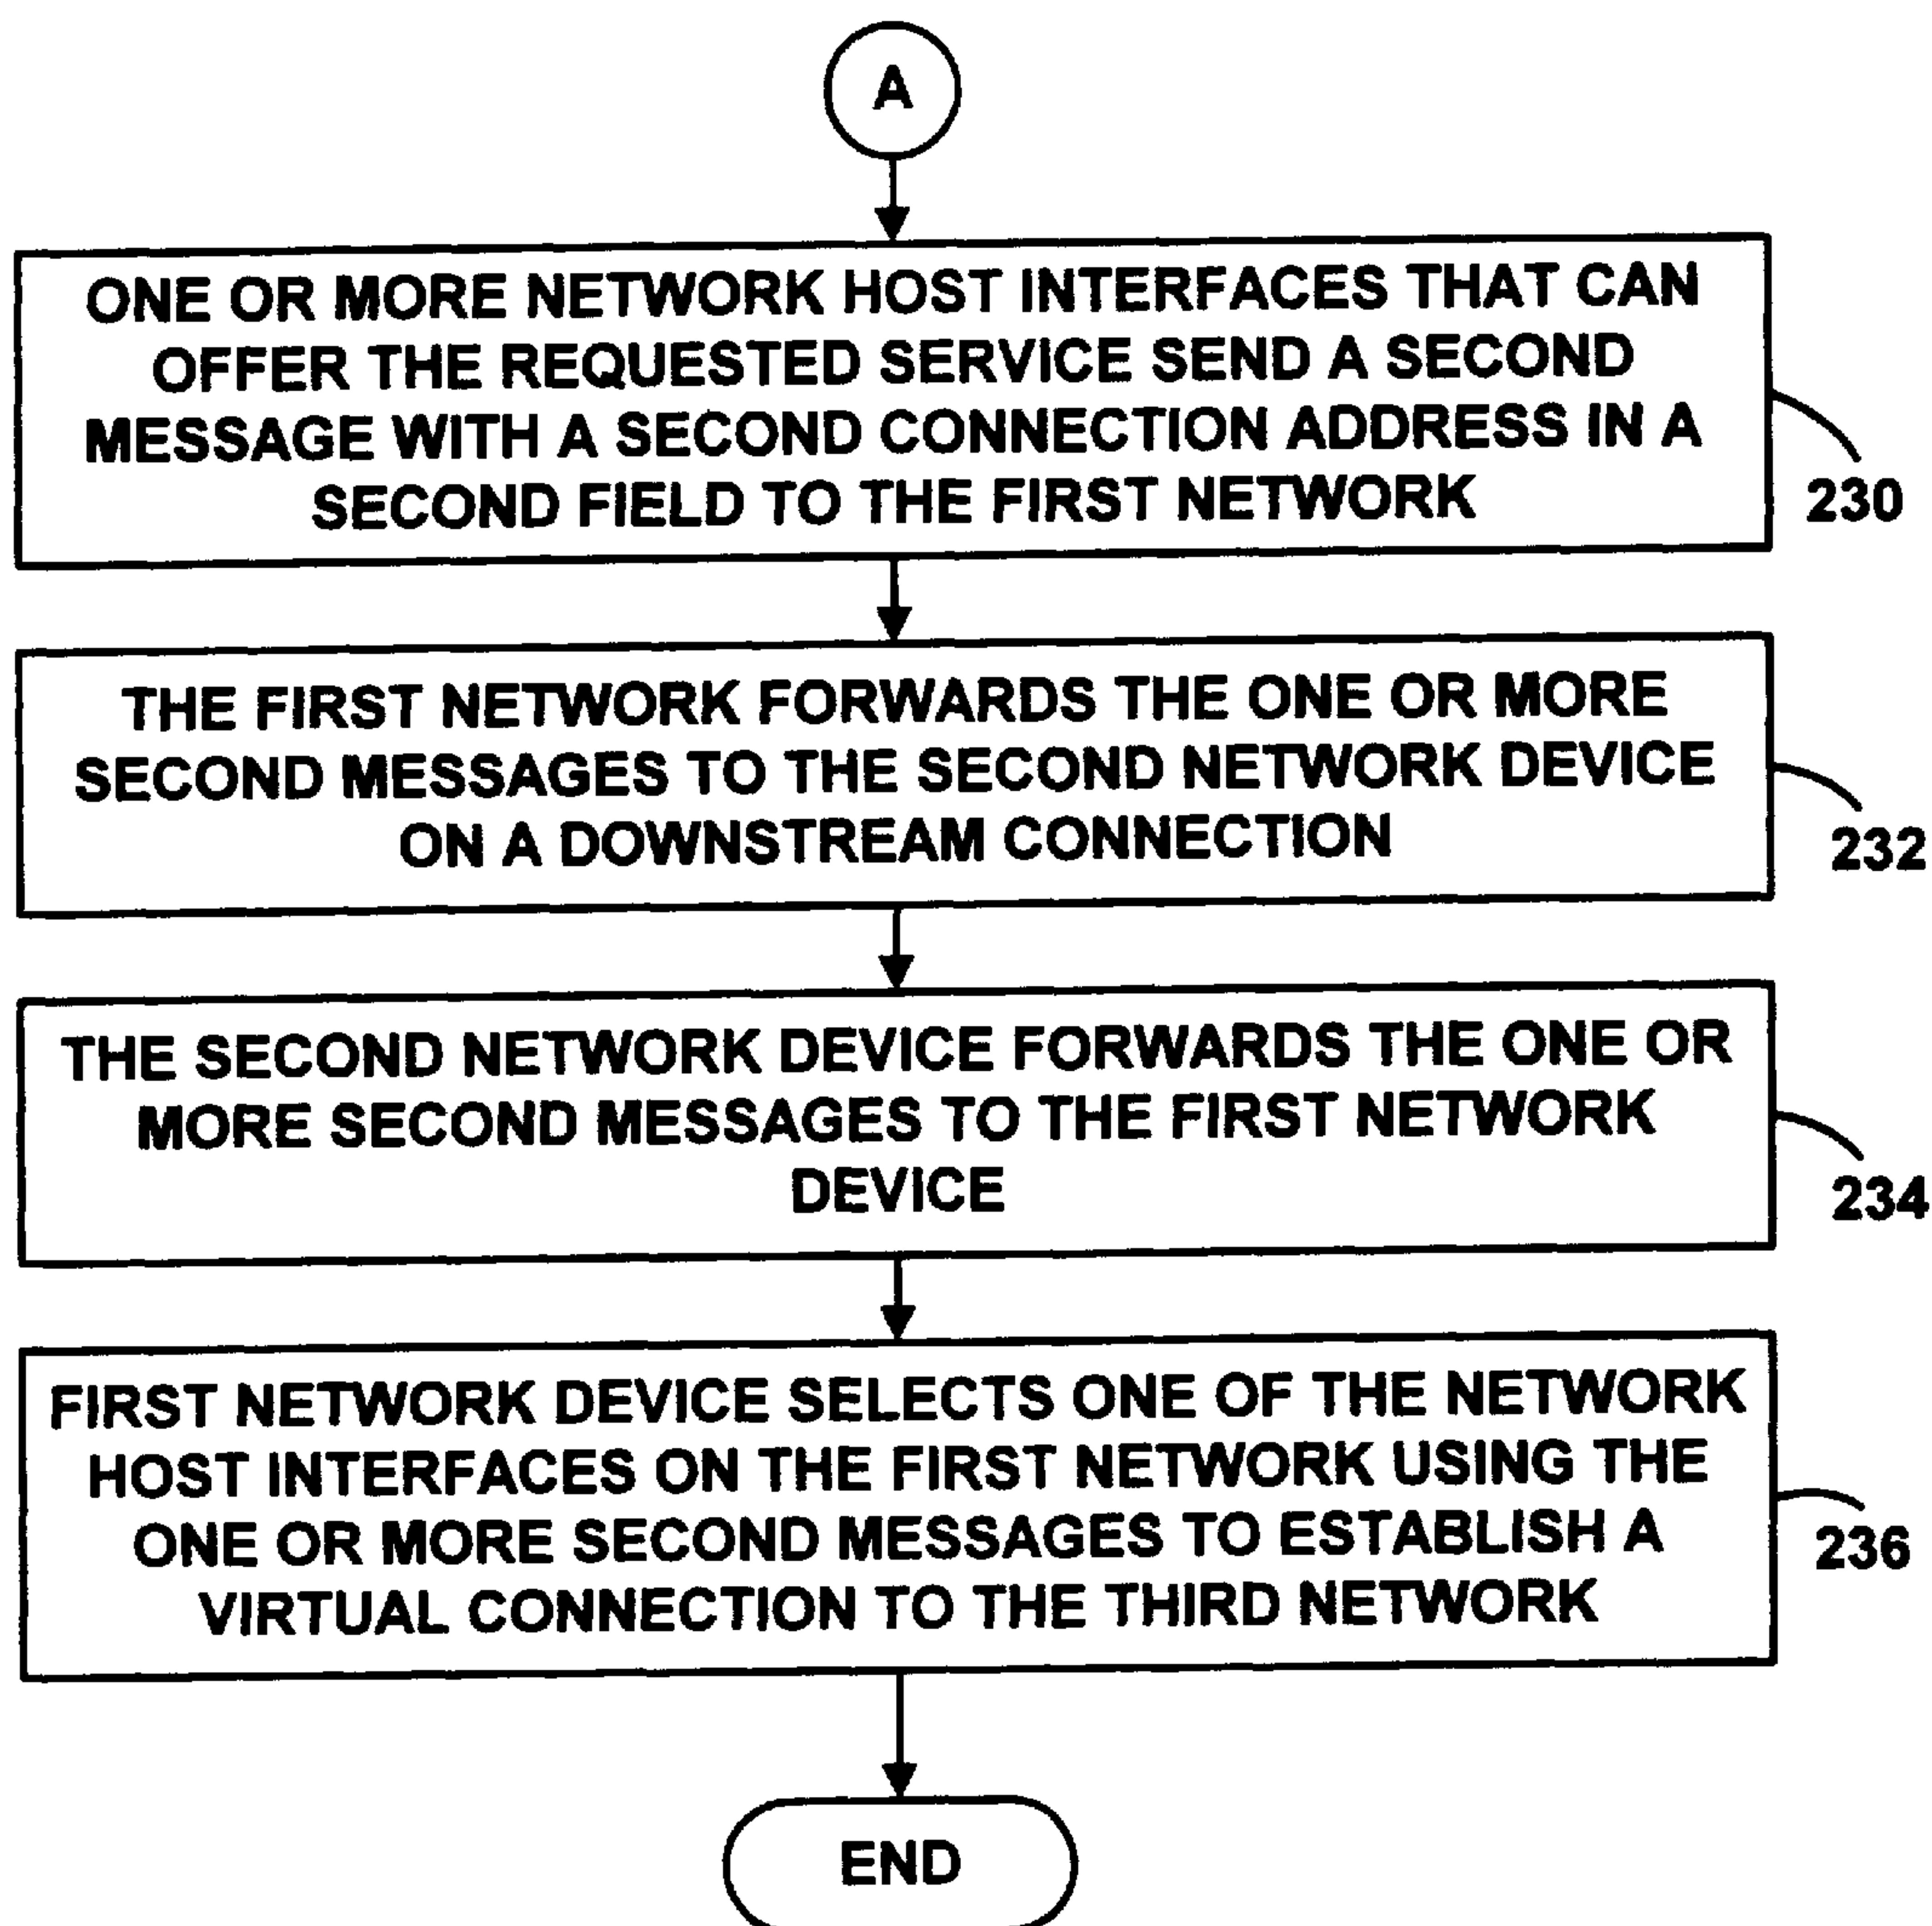 A
ONE OR MORE NETWORK HOST INTERFACES THAT CAN
OFFER THE REQUESTED SERVICE SEND A SECOND
MESSAGE WITH A SECOND CONNECTION ADDRESS IN A
SECOND FIELD TO THE FIRST NETWORK
230
THE FIRST NETWORK FORWARDS THE ONE OR MORE
SECOND MESSAGES TO THE SECOND NETWORK DEVICE
ON A DOWNSTREAM CONNECTION
232
THE SECOND NETWORK DEVICE FORWARDS THE ONE OR
MORE SECOND MESSAGES TO THE FIRST NETWORK
DEVICE
234
FIRST NETWORK DEVICE SELECTS ONE OF THE NETWORK
HOST INTERFACES ON THE FIRST NETWORK USING THE
ONE OR MORE SECOND MESSAGES TO ESTABLISH A
VIRTUAL CONNECTION TO THE THIRD NETWORK
236
END